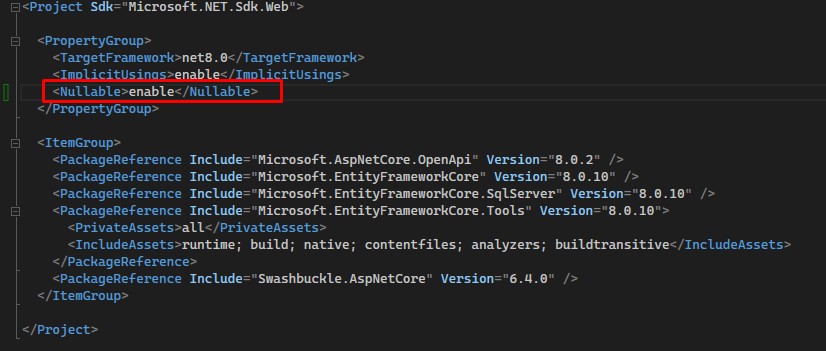 <Project Sdk="Microsoft.NET.Sdk.Web">
<PropertyGroup>
<TargetFramework>net8.0</TargetFramework>
<ImplicitUsings>enable</ImplicitUsings>
<Nullable>enable</Nullable>
</PropertyGroup>
<ItemGroup>
<PackageReference Include="Microsoft.AspNetCore.OpenApi" Version="8.0.2" />
<PackageReference Include="Microsoft.EntityFrameworkCore" Version="8.0.10" />
<PackageReference Include="Microsoft.EntityFrameworkCore.SqlServer" Version="8.0.10" />
<PackageReference Include="Microsoft.EntityFrameworkCore.Tools" Version="8.0.10">
<PrivateAssets>all</PrivateAssets>
<IncludeAssets>runtime; build; native; contentfiles; analyzers; buildtransitive</IncludeAssets>
</PackageReference>
<PackageReference Include="Swashbuckle.AspNetCore" Version="6.4.0" />
</ItemGroup>
</Project>